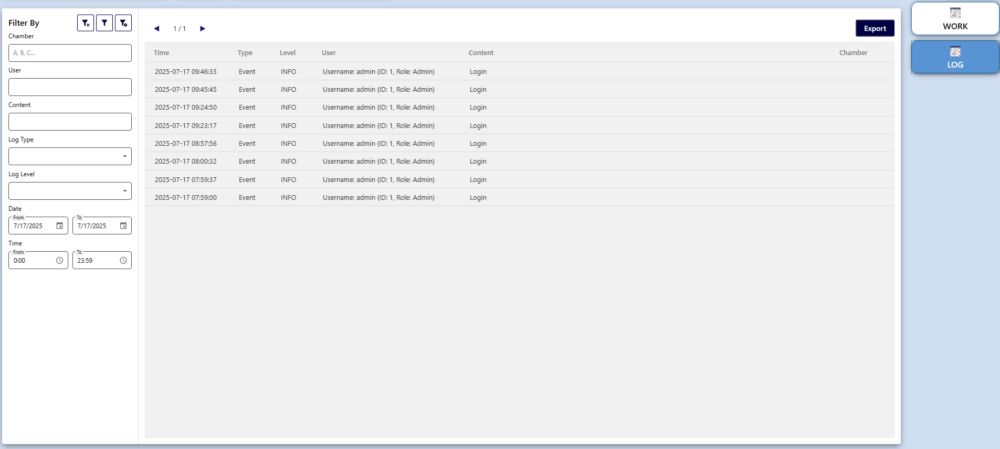 Filter By
Chamber
A, B, C...
User
Content
Log Type
Log Level
Date
From To
7/17/2025 7/17/2025
Time
From To
0:00 23:59
1 / 1
Export
Time Type Level User Content Chamber
2025-07-17 09:46:33 Event INFO Username: admin (ID: 1, Role: Admin) Login
2025-07-17 09:45:45 Event INFO Username: admin (ID: 1, Role: Admin) Login
2025-07-17 09:24:50 Event INFO Username: admin (ID: 1, Role: Admin) Login
2025-07-17 09:23:17 Event INFO Username: admin (ID: 1, Role: Admin) Login
2025-07-17 08:57:56 Event INFO Username: admin (ID: 1, Role: Admin) Login
2025-07-17 08:00:32 Event INFO Username: admin (ID: 1, Role: Admin) Login
2025-07-17 07:59:37 Event INFO Username: admin (ID: 1, Role: Admin) Login
2025-07-17 07:59:00 Event INFO Username: admin (ID: 1, Role: Admin) Login
WORK
LOG